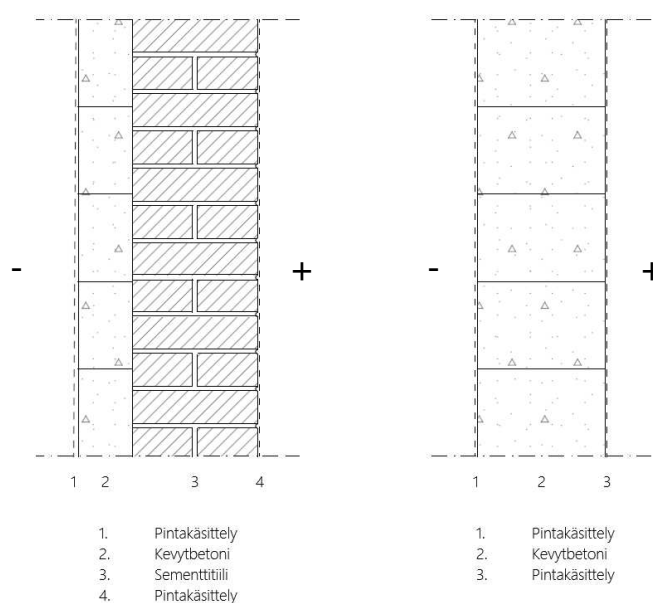 - + - +
1 2 3 4
1 2 3
1. Pintakäsittely
2. Kevytbetoni
3. Sementtitiili
4. Pintakäsittely
1. Pintakäsittely
2. Kevytbetoni
3. Pintakäsittely